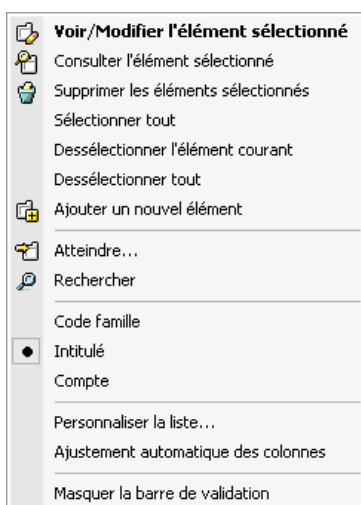 Voir/Modifier l'élément sélectionné
Consulter l'élément sélectionné
Supprimer les éléments sélectionnés
Sélectionner tout
Dessélectionner l'élément courant
Dessélectionner tout
Ajouter un nouvel élément
Atteindre...
Rechercher
Code famille
Intitulé
Compte
Personnaliser la liste...
Ajustement automatique des colonnes
Masquer la barre de validation